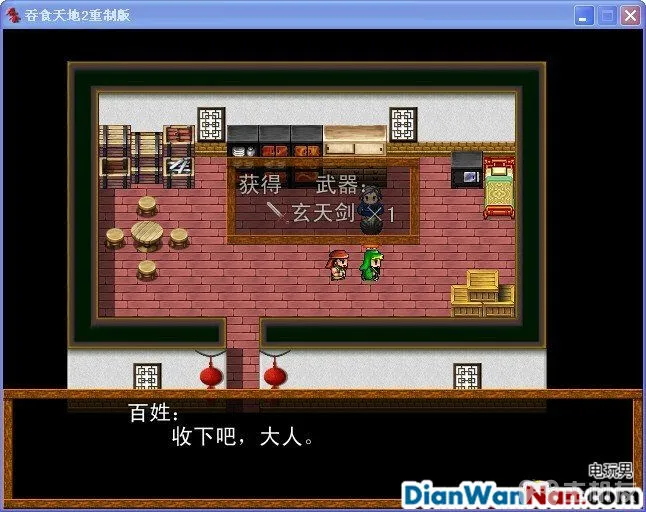 吞食天地2重制版
获得 武器：
玄天剑 ×1
百姓：
收下吧，大人。
电玩男
DianWanNan.com